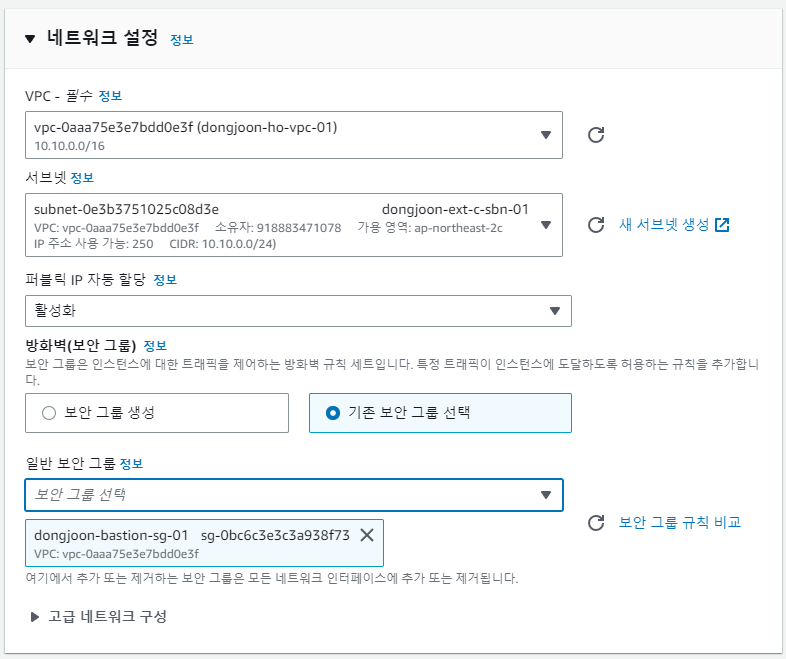 네트워크 설정 정보
VPC - 필수 정보
vpc-0aaa75e3e7bdd0e3f (dongjoon-ho-vpc-01)
10.10.0.0/16
서브넷 정보
subnet-0e3b3751025c08d3e dongjoon-ext-c-sbn-01
VPC: vpc-0aaa75e3e7bdd0e3f 소유자: 918883471078 가용 영역: ap-northeast-2c
IP 주소 사용 가능: 250 CIDR: 10.10.0.0/24)
새 서브넷 생성
퍼블릭 IP 자동 할당 정보
활성화
방화벽(보안 그룹) 정보
보안 그룹은 인스턴스에 대한 트래픽을 제어하는 방화벽 규칙 세트입니다. 특정 트래픽이 인스턴스에 도달하도록 허용하는 규칙을 추가합니
다.
보안 그룹 생성
기존 보안 그룹 선택
일반 보안 그룹 정보
보안 그룹 선택
보안 그룹 규칙 비교
dongjoon-bastion-sg-01 sg-0bc6c3e3c3a938f73
VPC: vpc-0aaa75e3e7bdd0e3f
여기에서 추가 또는 제거하는 보안 그룹은 모든 네트워크 인터페이스에 추가 또는 제거됩니다.
고급 네트워크 구성